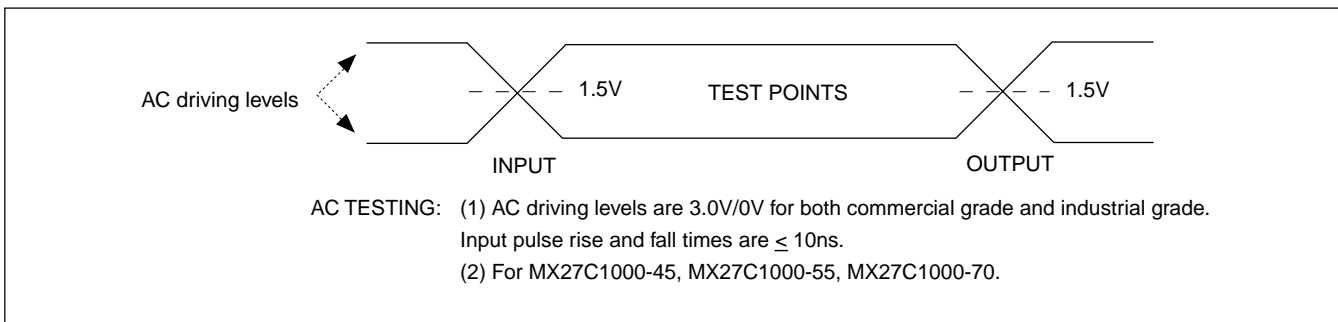 AC driving levels
1.5V
TEST POINTS
1.5V
INPUT
OUTPUT
AC TESTING: (1) AC driving levels are 3.0V/0V for both commercial grade and industrial grade.
Input pulse rise and fall times are ≤ 10ns.
(2) For MX27C1000-45, MX27C1000-55, MX27C1000-70.